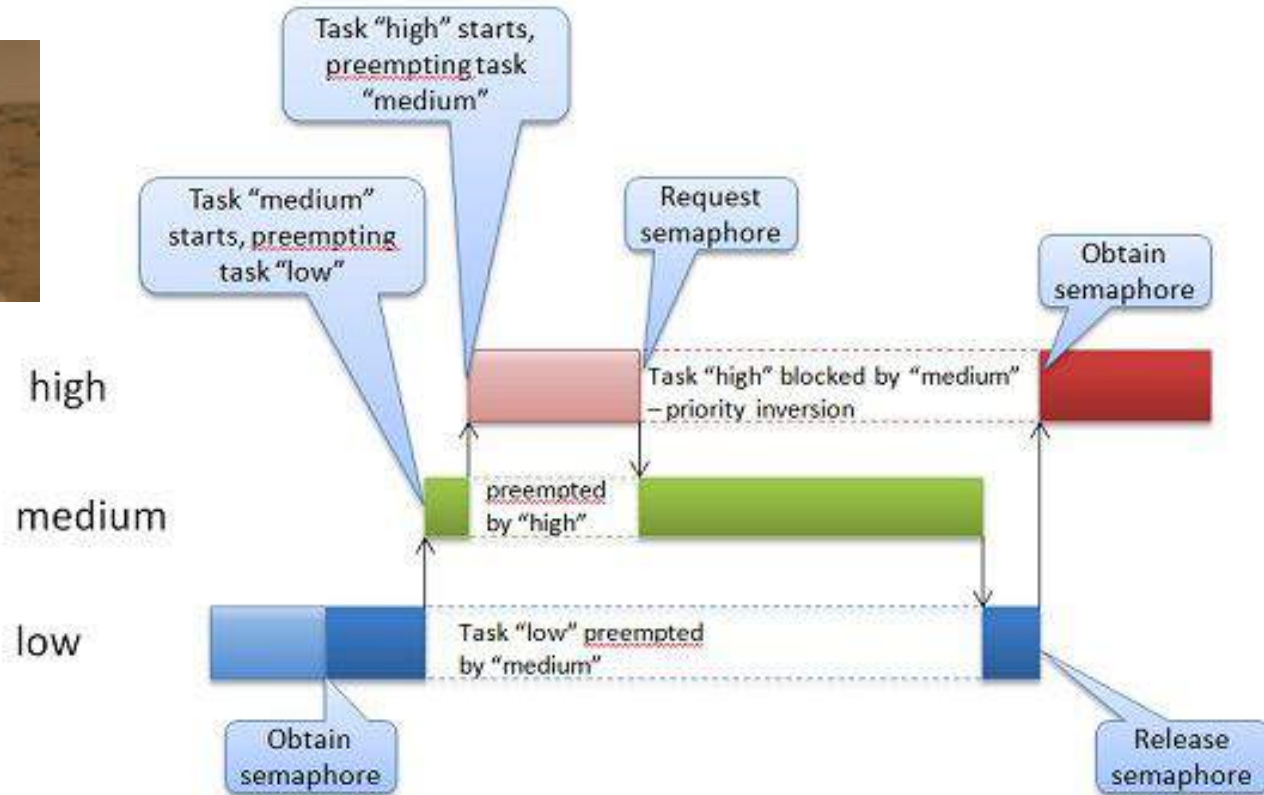 Task “high” starts,
preempting task
“medium”
Task “medium”
starts, preempting
task “low”
Request
semaphore
Obtain
semaphore
high
Task “high” blocked by “medium”
– priority inversion
medium
preempted
by “high”
low
Task “low” preempted
by “medium”
Obtain
semaphore
Release
semaphore